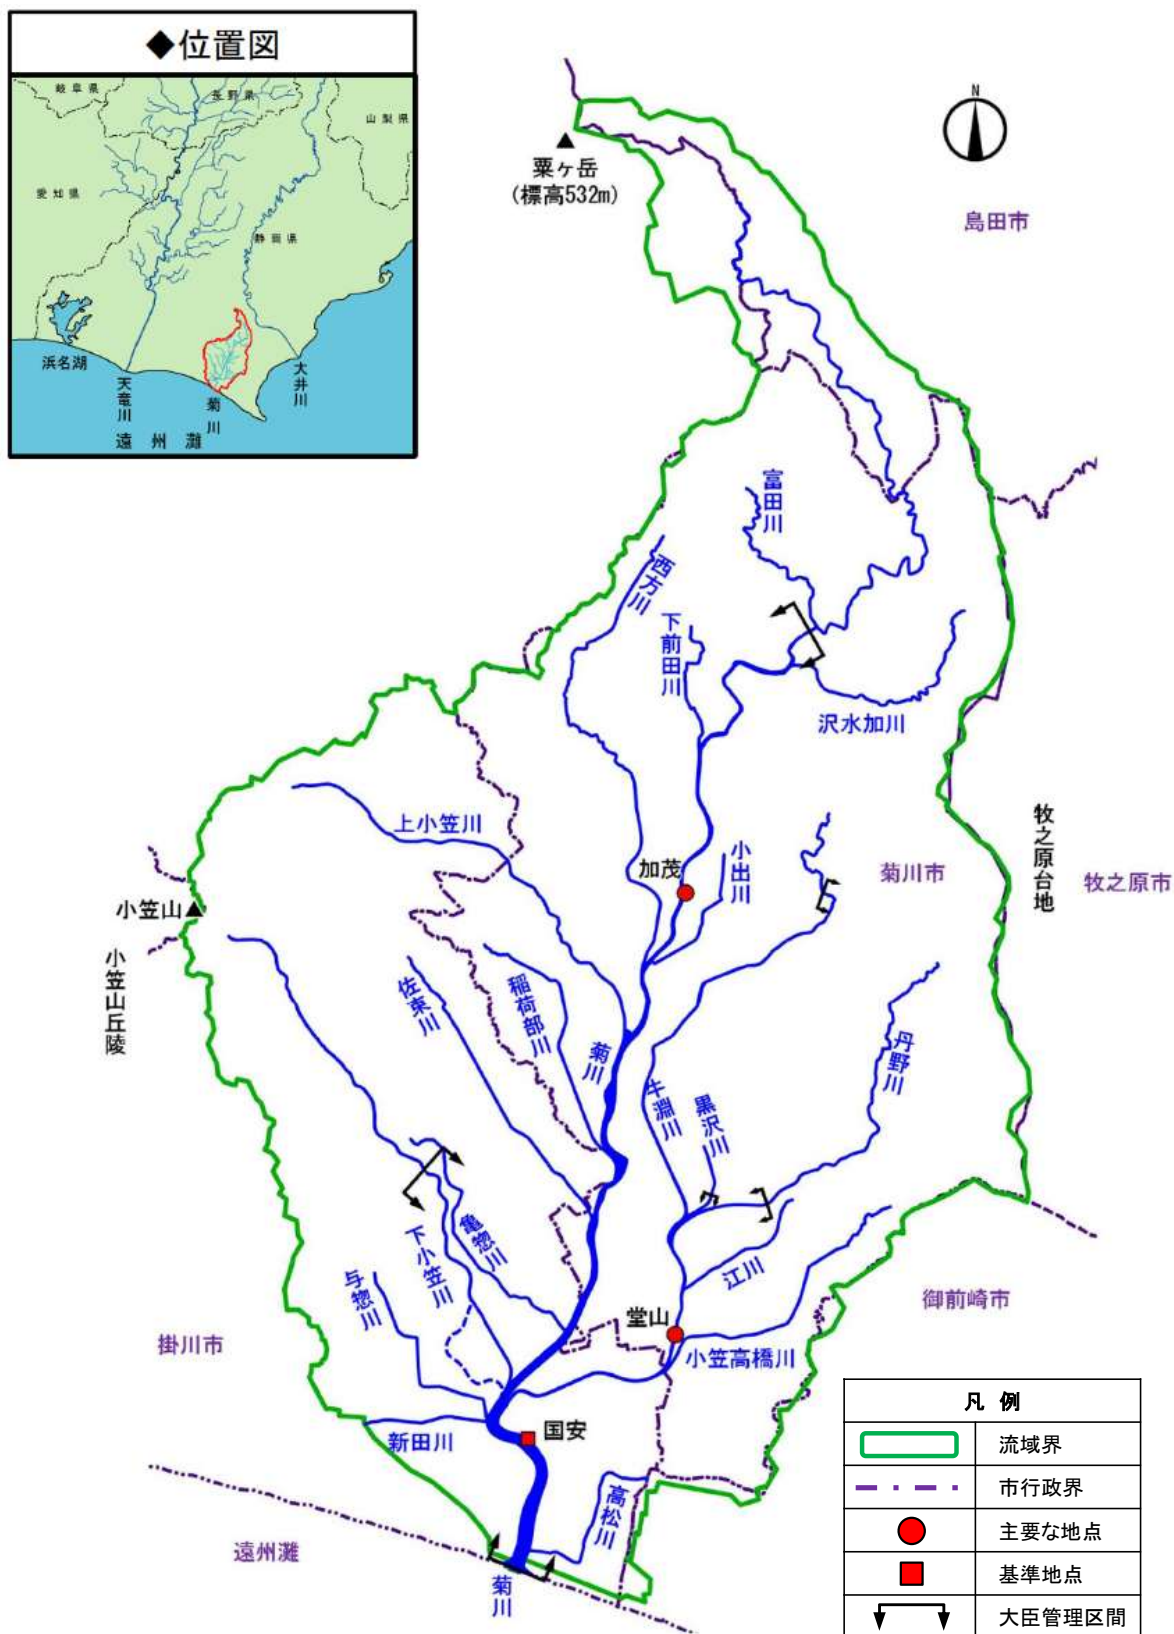 ◆位置図
岐阜県
長野県
山梨県
愛知県
静岡県
浜名湖
天竜川
菊川
大井川
遠州灘
N
粟ヶ岳
(標高532m)
島田市
富田川
西方川
下前田川
沢水加川
上小笠川
加茂
小出川
菊川市
牧之原台地
牧之原市
小笠山
小笠山丘陵
佐束川
稲荷部川
菊川
牛淵川
黒沢川
丹野川
亀惣川
下小笠川
与惣川
江川
堂山
小笠高橋川
御前崎市
掛川市
新田川
国安
高松川
遠州灘
菊川
凡 例
流域界
市行政界
主要な地点
基準地点
大臣管理区間